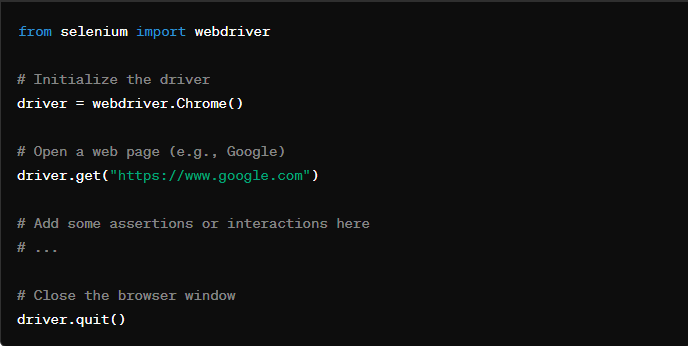 from selenium import webdriver
# Initialize the driver
driver = webdriver.Chrome()
# Open a web page (e.g., Google)
driver.get("https://www.google.com")
# Add some assertions or interactions here
# ...
# Close the browser window
driver.quit()